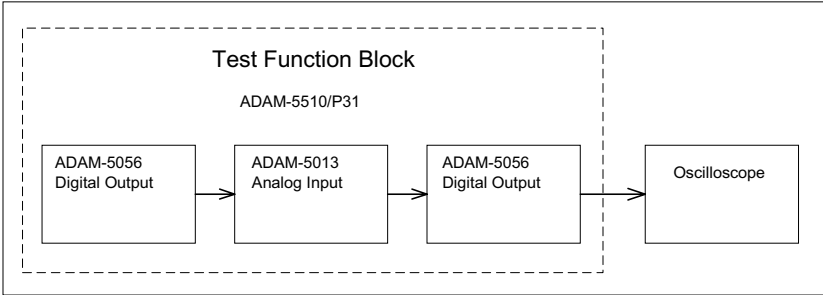 Test Function Block
ADAM-5510/P31
ADAM-5056
Digital Output
ADAM-5013
Analog Input
ADAM-5056
Digital Output
Oscilloscope